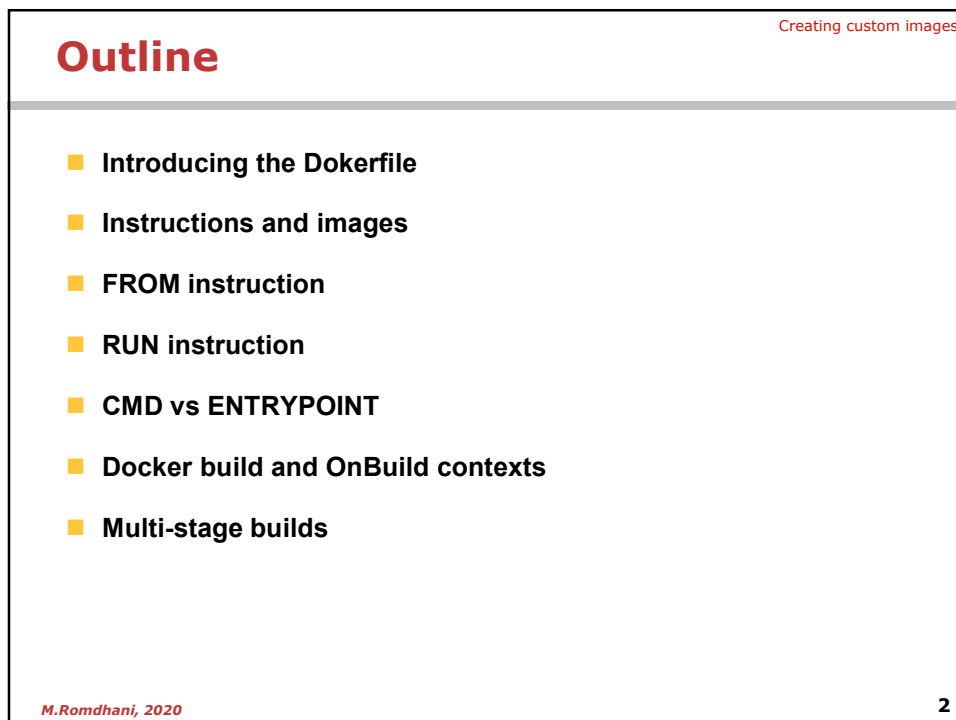 Creating custom images
Outline
Introducing the Dokerfile
Instructions and images
FROM instruction
RUN instruction
CMD vs ENTRYPOINT
Docker build and OnBuild contexts
Multi-stage builds
M.Romdhani, 2020
2